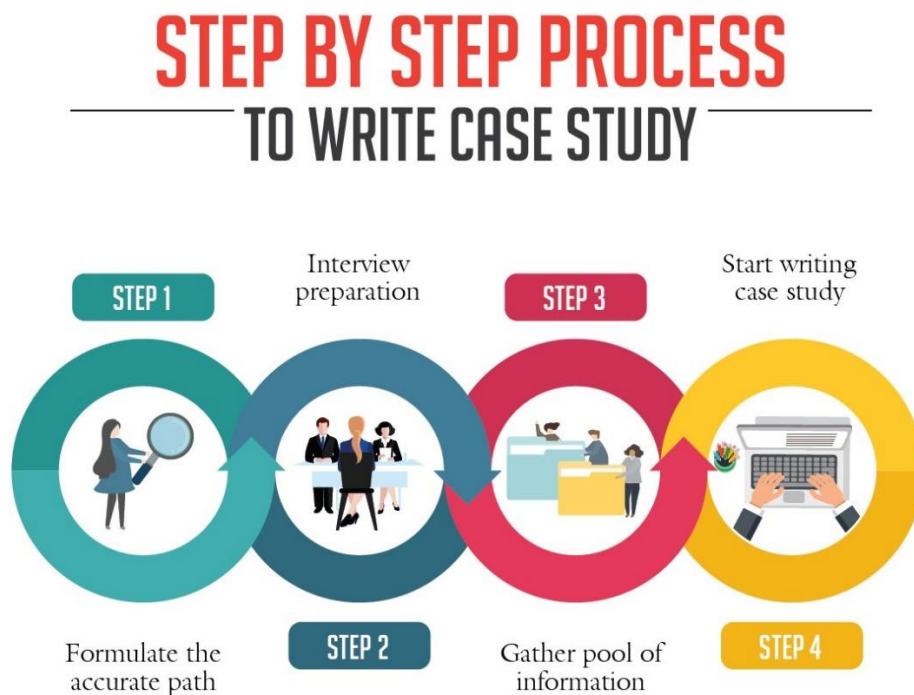 STEP BY STEP PROCESS
TO WRITE CASE STUDY
STEP 1
Formulate the
accurate path
Interview
preparation
STEP 2
STEP 3
Gather pool of
information
Start writing
case study
STEP 4